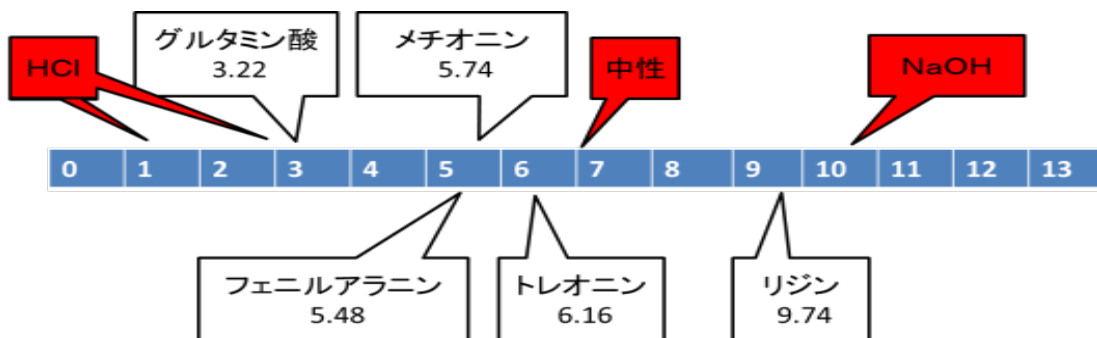 グルタミン酸
3.22
メチオニン
5.74
HCl
中性
NaOH
0 1 2 3 4 5 6 7 8 9 10 11 12 13
フェニルアラニン
5.48
トレオニン
6.16
リジン
9.74